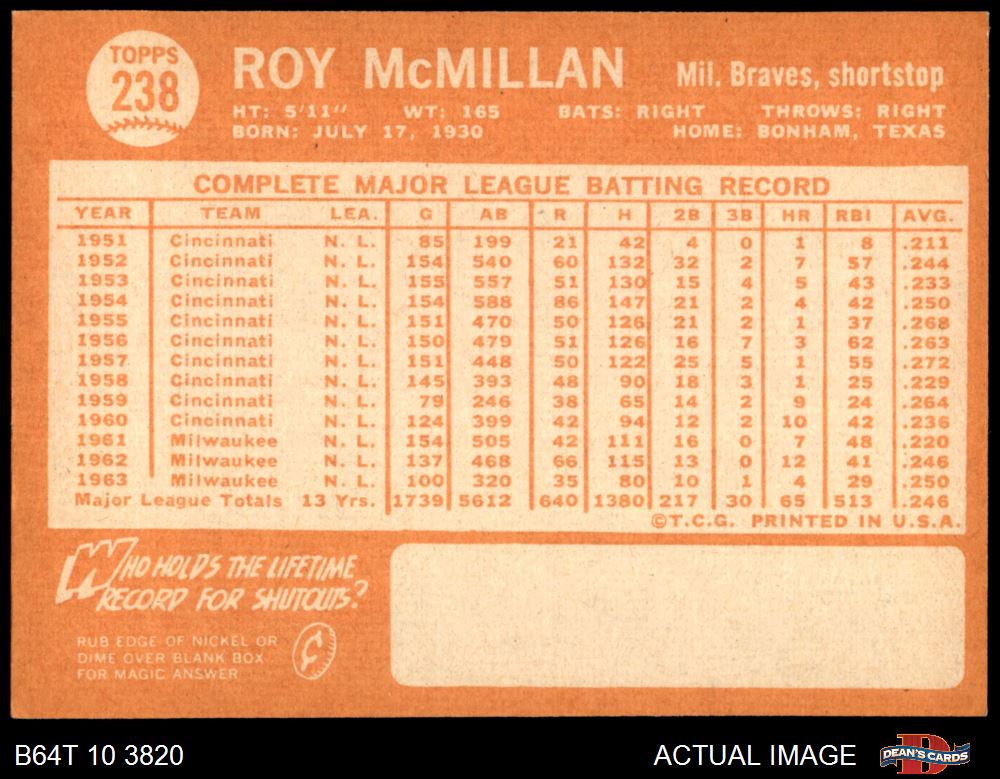 TOPPS
238
ROY McMILLAN
Mil. Braves, shortstop
HT: 5'11" WT: 165 BATS: RIGHT THROWS: RIGHT
BORN: JULY 17, 1930 HOME: BONHAM, TEXAS
COMPLETE MAJOR LEAGUE BATTING RECORD
YEAR TEAM LEA. G AB R H 2B 3B HR RBI AVG.
1951 Cincinnati N. L. 85 199 21 42 4 0 1 8 .211
1952 Cincinnati N. L. 154 540 60 132 32 2 7 57 .244
1953 Cincinnati N. L. 155 557 51 130 15 4 5 43 .233
1954 Cincinnati N. L. 154 588 86 147 21 2 4 42 .250
1955 Cincinnati N. L. 151 470 50 126 21 2 1 37 .268
1956 Cincinnati N. L. 150 479 51 126 16 7 3 62 .263
1957 Cincinnati N. L. 151 448 50 122 25 5 1 55 .272
1958 Cincinnati N. L. 145 393 48 90 18 3 1 25 .229
1959 Cincinnati N. L. 79 246 38 65 14 2 9 24 .264
1960 Cincinnati N. L. 124 399 42 94 12 2 10 42 .236
1961 Milwaukee N. L. 154 505 42 111 16 0 7 48 .220
1962 Milwaukee N. L. 137 468 66 115 13 0 12 41 .246
1963 Milwaukee N. L. 100 320 35 80 10 1 4 29 .250
Major League Totals 13 Yrs. 1739 5612 640 1380 217 30 65 513 .246
©T.C.G. PRINTED IN U.S.A.
WHO HOLDS THE LIFETIME
RECORD FOR SHUTOUTS?
RUB EDGE OF NICKEL OR
DIME OVER BLANK BOX
FOR MAGIC ANSWER
¢
B64T 10 3820
ACTUAL IMAGE
D
DEAN'S CARDS